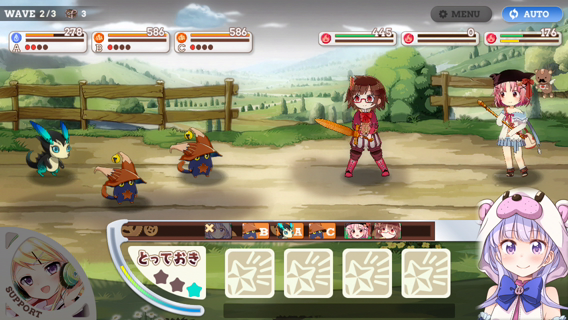 WAVE 2/3 3
MENU
AUTO
278
586
586
445
0
176
A
B
C
B A C
とっておき
SUPPORT